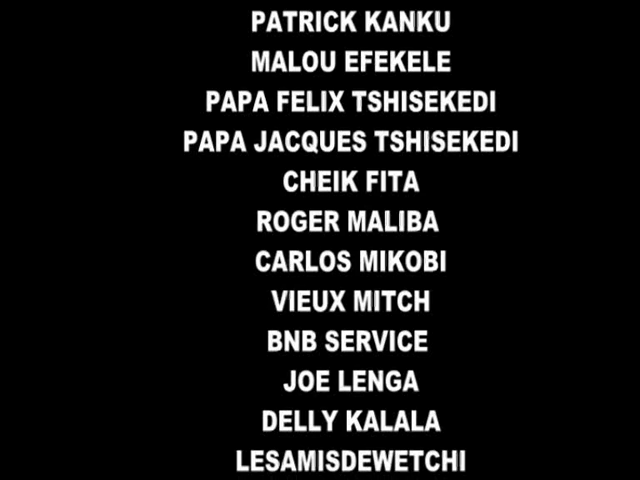 PATRICK KANKU
MALOU EFEKELE
PAPA FELIX TSHISEKEDI
PAPA JACQUES TSHISEKEDI
CHEIK FITA
ROGER MALIBA
CARLOS MIKOBI
VIEUX MITCH
BNB SERVICE
JOE LENGA
DELLY KALALA
LESAMISDEWETCHI